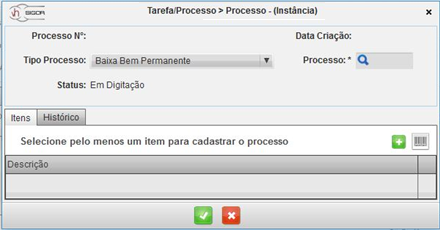 SIGOR
Tarefa/Processo > Processo - (Instância)
Processo Nº:
Data Criação:
Tipo Processo: Baixa Bem Permanente
Processo: *
Status: Em Digitação
Itens Histórico
Selecione pelo menos um item para cadastrar o processo
Descrição